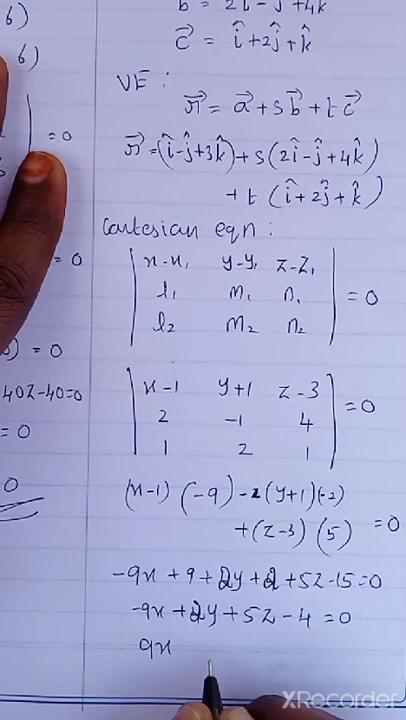 6)
b = 2î - ĵ + 4k̂
c⃗ = î + 2ĵ + k̂
6)
VE :
r⃗ = a⃗ + s b⃗ + t c⃗
= 0
r⃗ = (î - ĵ + 3k̂) + s(2î - ĵ + 4k̂)
+ t (î + 2ĵ + k̂)
Cartesian eqn :
= 0
| x - x₁ y - y₁ z - z₁ |
| l₁ m₁ n₁ | = 0
| l₂ m₂ n₂ |
) = 0
40z - 40 = 0
= 0
0
| x - 1 y + 1 z - 3 |
| 2 -1 4 | = 0
| 1 2 1 |
(x - 1) (-9) - (y + 1)(-2)
+ (z - 3) (5) = 0
-9x + 9 + 2y + 2 + 5z - 15 = 0
-9x + 2y + 5z - 4 = 0
9x
XRecorder